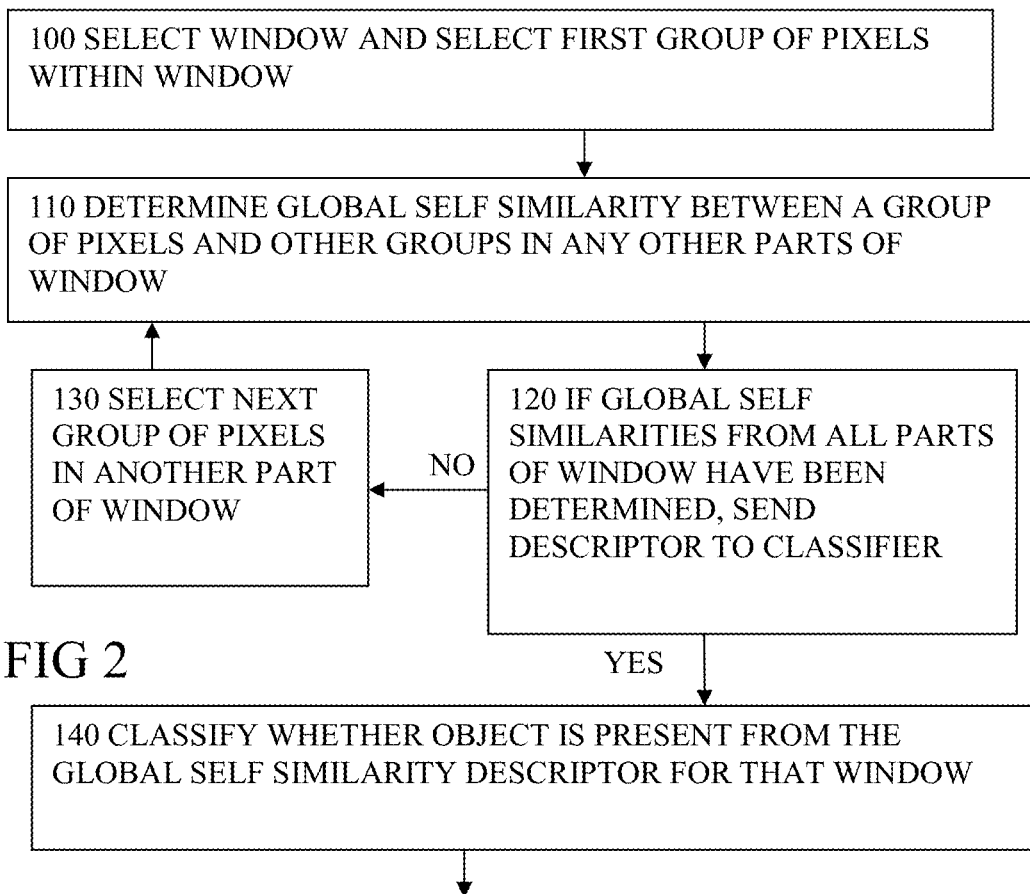 100 SELECT WINDOW AND SELECT FIRST GROUP OF PIXELS
WITHIN WINDOW
110 DETERMINE GLOBAL SELF SIMILARITY BETWEEN A GROUP
OF PIXELS AND OTHER GROUPS IN ANY OTHER PARTS OF
WINDOW
130 SELECT NEXT
GROUP OF PIXELS
IN ANOTHER PART
OF WINDOW
NO
120 IF GLOBAL SELF
SIMILARITIES FROM ALL PARTS
OF WINDOW HAVE BEEN
DETERMINED, SEND
DESCRIPTOR TO CLASSIFIER
FIG 2
YES
140 CLASSIFY WHETHER OBJECT IS PRESENT FROM THE
GLOBAL SELF SIMILARITY DESCRIPTOR FOR THAT WINDOW